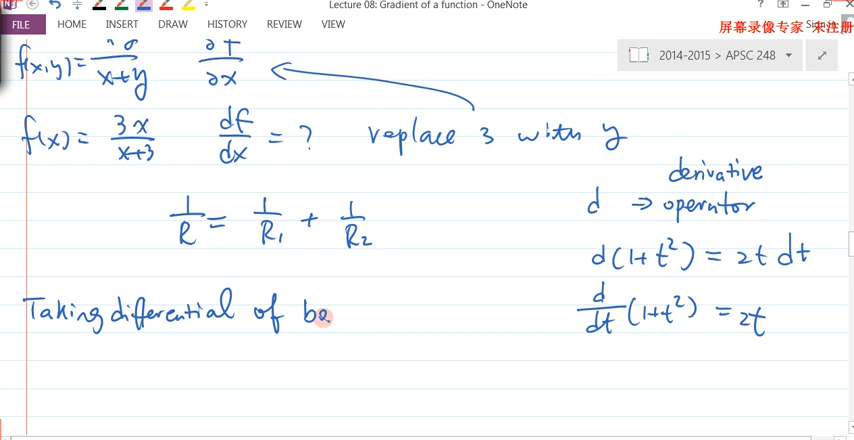 Lecture 08: Gradient of a function - OneNote
FILE HOME INSERT DRAW HISTORY REVIEW VIEW
屏幕录像专家 未注册
2014-2015 > APSC 248
f(x,y)= /x+y ∂f/∂x
f(x)= 3x/x+3 df/dx = ? replace 3 with y
derivative
d → operator
1/R = 1/R₁ + 1/R₂
d(1+t²) = 2t dt
Taking differential of bo
d/dt (1+t²) = 2t